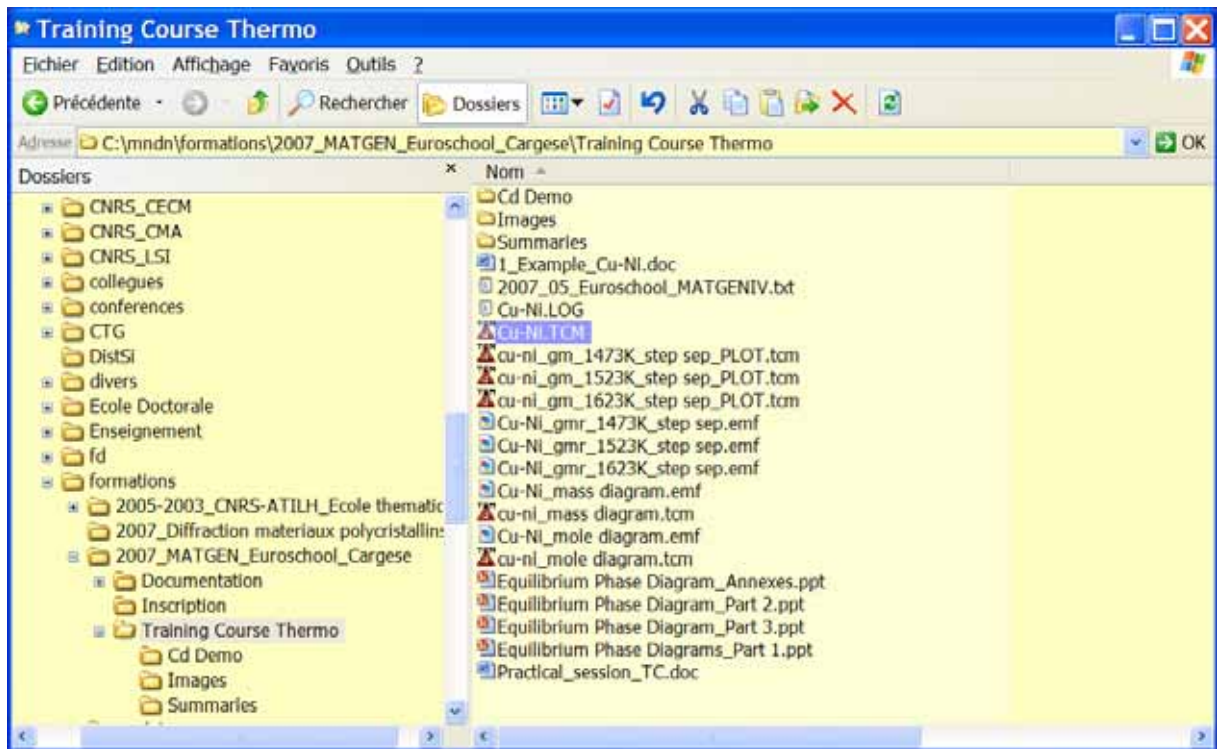 Training Course Thermo
Fichier Edition Affichage Favoris Outils ?
Précédente Rechercher Dossiers
Adresse C:\mndn\formations\2007_MATGEN_Euroschool_Cargese\Training Course Thermo OK
Dossiers
CNRS_CECM
CNRS_CMA
CNRS_LSI
collegues
conferences
CTG
DistSi
divers
Ecole Doctorale
Enseignement
fd
formations
2005-2003_CNRS-ATILH_Ecole thematic
2007_Diffraction materiaux polycristallins
2007_MATGEN_Euroschool_Cargese
Documentation
Inscription
Training Course Thermo
Cd Demo
Images
Summaries
Nom
Cd Demo
Images
Summaries
1_Example_Cu-Ni.doc
2007_05_Euroschool_MATGENIV.txt
Cu-Ni.LOG
Cu-Ni.TCM
cu-ni_gm_1473K_step sep_PLOT.tcm
cu-ni_gm_1523K_step sep_PLOT.tcm
cu-ni_gm_1623K_step sep_PLOT.tcm
Cu-Ni_gmr_1473K_step sep.emf
Cu-Ni_gmr_1523K_step sep.emf
Cu-Ni_gmr_1623K_step sep.emf
Cu-Ni_mass diagram.emf
cu-ni_mass diagram.tcm
Cu-Ni_mole diagram.emf
cu-ni_mole diagram.tcm
Equilibrium Phase Diagram_Annexes.ppt
Equilibrium Phase Diagram_Part 2.ppt
Equilibrium Phase Diagram_Part 3.ppt
Equilibrium Phase Diagrams_Part 1.ppt
Practical_session_TC.doc